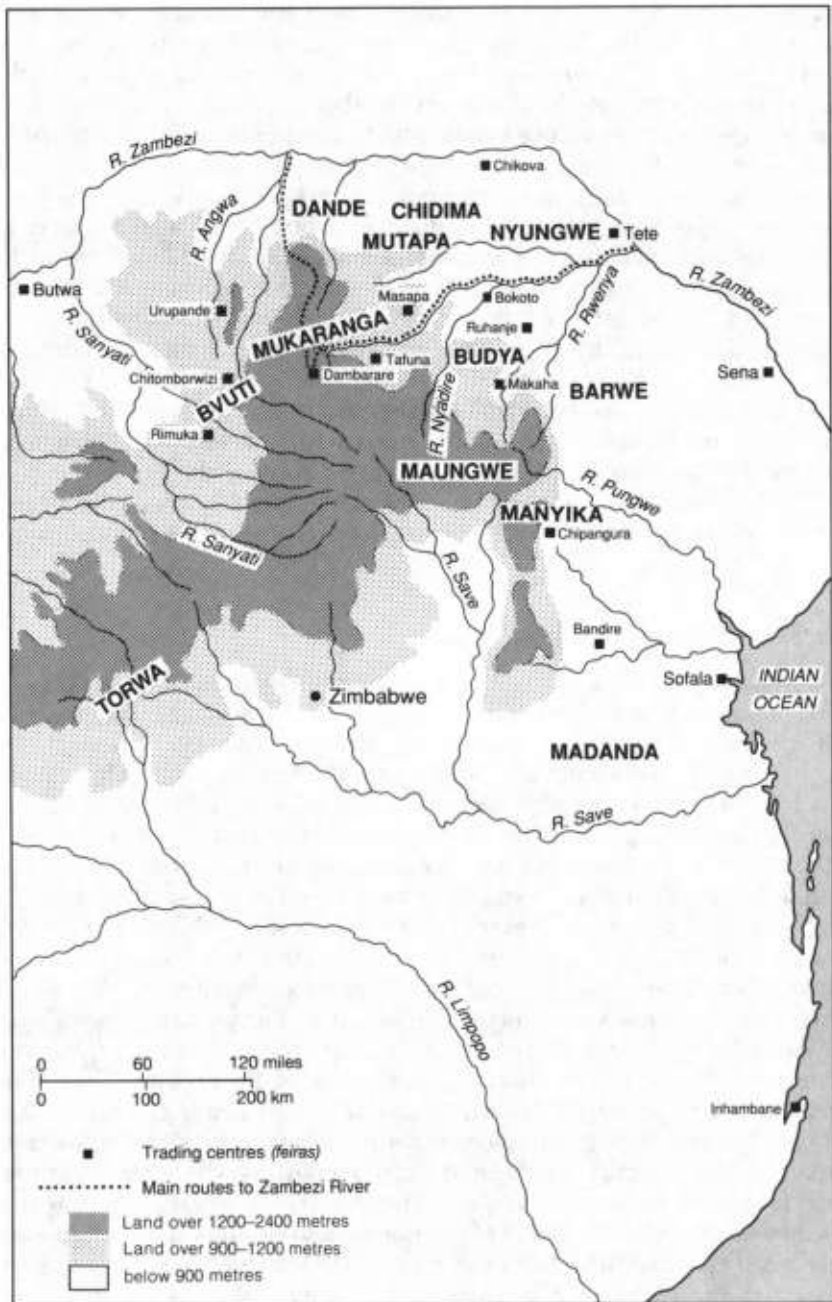 R. Zambezi
Chikova
DANDE
CHIDIMA
R. Angwa
MUTAPA
NYUNGWE
Tete
Butwa
R. Zambezi
Masapa
Bokoto
R. Rwenya
Urupande
R. Sanyati
MUKARANGA
Ruhanje
Tafuna
BUDYA
Sena
Chitomborwizi
Dambarare
Makaha
BARWE
BVUTI
R. Nyadire
Rimuka
MAUNGWE
R. Pungwe
MANYIKA
Chipangura
R. Sanyati
R. Save
Bandire
TORWA
Zimbabwe
Sofala
INDIAN
OCEAN
MADANDA
R. Save
R. Limpopo
0 60 120 miles
0 100 200 km
Inhambane
Trading centres (feiras)
Main routes to Zambezi River
Land over 1200–2400 metres
Land over 900–1200 metres
below 900 metres